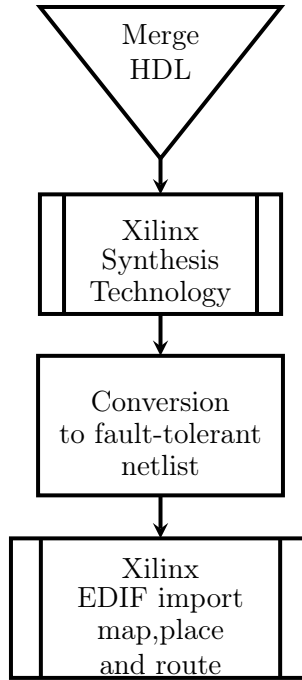 Merge
HDL
Xilinx
Synthesis
Technology
Conversion
to fault-tolerant
netlist
Xilinx
EDIF import
map,place
and route